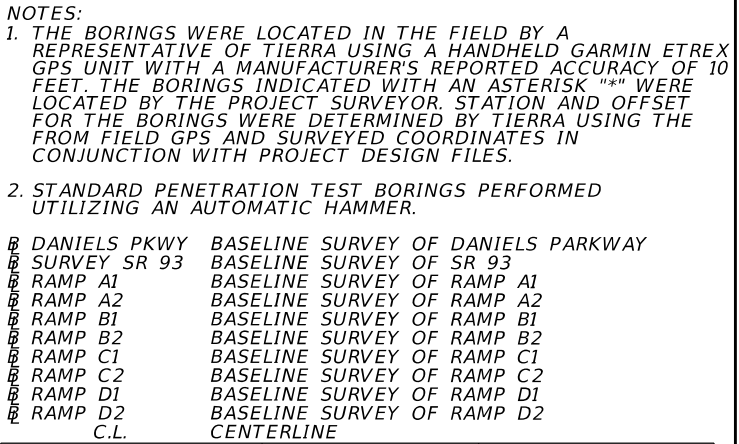 NOTES:
1. THE BORINGS WERE LOCATED IN THE FIELD BY A
REPRESENTATIVE OF TIERRA USING A HANDHELD GARMIN ETREX
GPS UNIT WITH A MANUFACTURER'S REPORTED ACCURACY OF 10
FEET. THE BORINGS INDICATED WITH AN ASTERISK "*" WERE
LOCATED BY THE PROJECT SURVEYOR. STATION AND OFFSET
FOR THE BORINGS WERE DETERMINED BY TIERRA USING THE
FROM FIELD GPS AND SURVEYED COORDINATES IN
CONJUNCTION WITH PROJECT DESIGN FILES.
2. STANDARD PENETRATION TEST BORINGS PERFORMED
UTILIZING AN AUTOMATIC HAMMER.
BL DANIELS PKWY BASELINE SURVEY OF DANIELS PARKWAY
BL SURVEY SR 93 BASELINE SURVEY OF SR 93
BL RAMP A1 BASELINE SURVEY OF RAMP A1
BL RAMP A2 BASELINE SURVEY OF RAMP A2
BL RAMP B1 BASELINE SURVEY OF RAMP B1
BL RAMP B2 BASELINE SURVEY OF RAMP B2
BL RAMP C1 BASELINE SURVEY OF RAMP C1
BL RAMP C2 BASELINE SURVEY OF RAMP C2
BL RAMP D1 BASELINE SURVEY OF RAMP D1
BL RAMP D2 BASELINE SURVEY OF RAMP D2
C.L. CENTERLINE